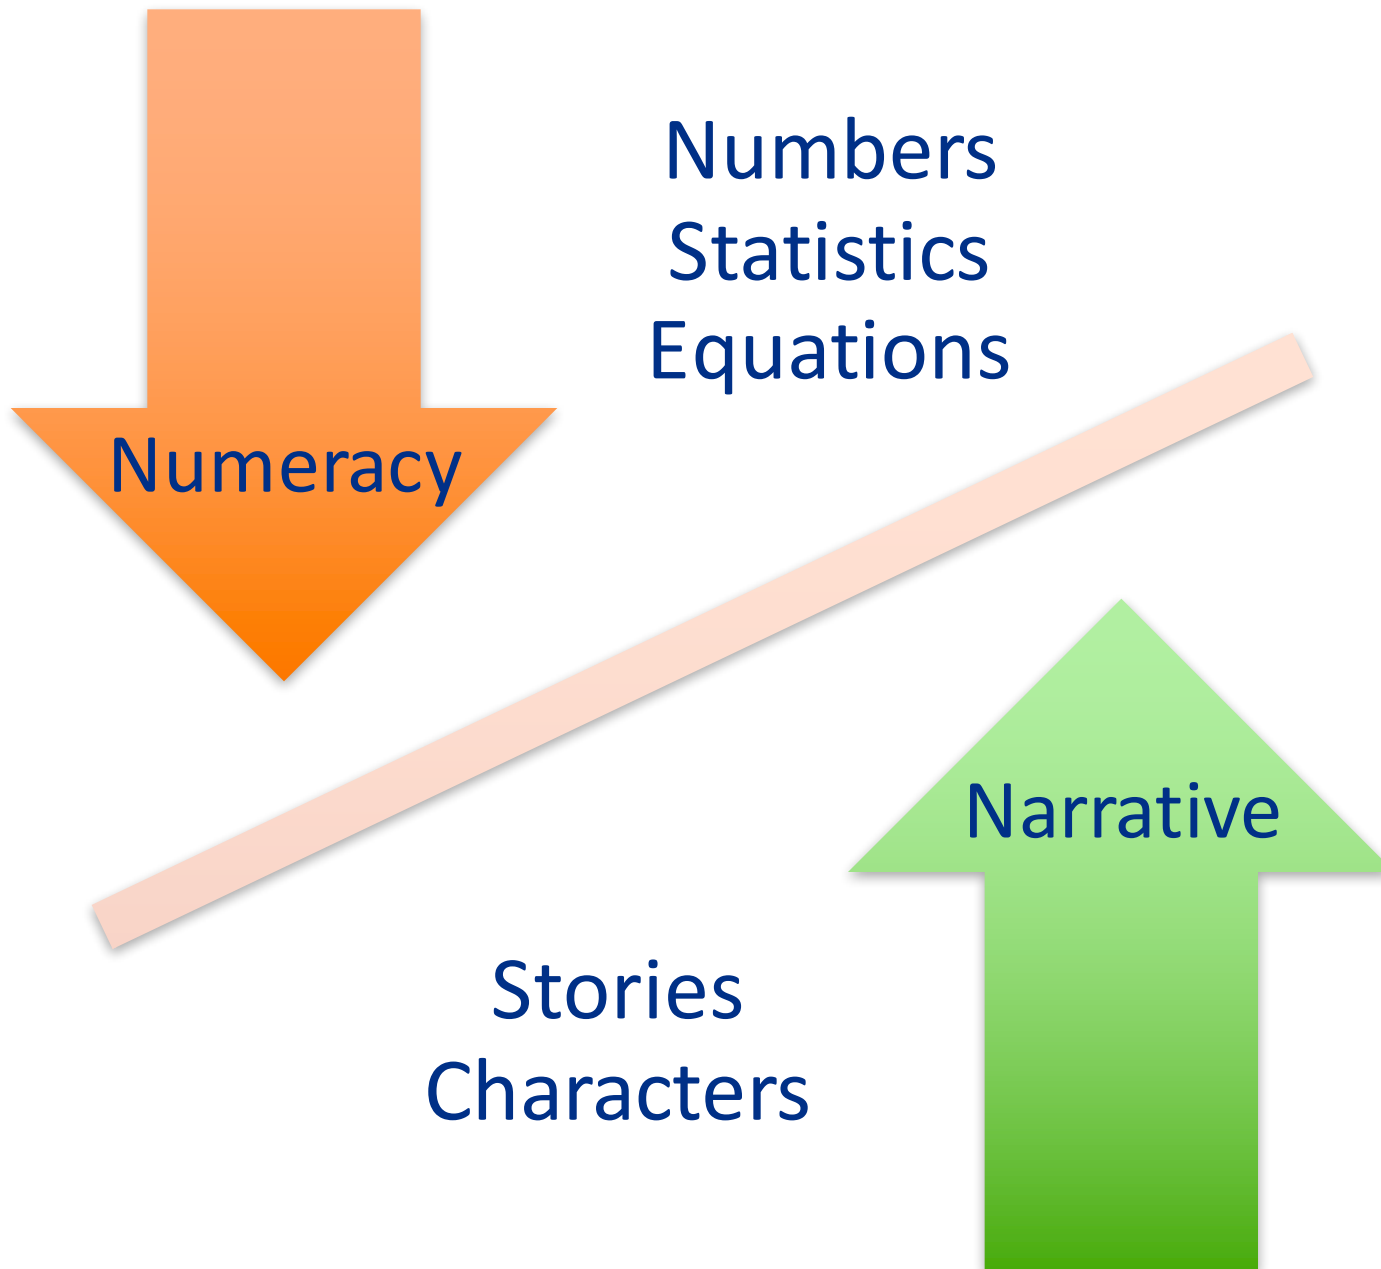 Numbers
Statistics
Equations
Numeracy
Narrative
Stories
Characters